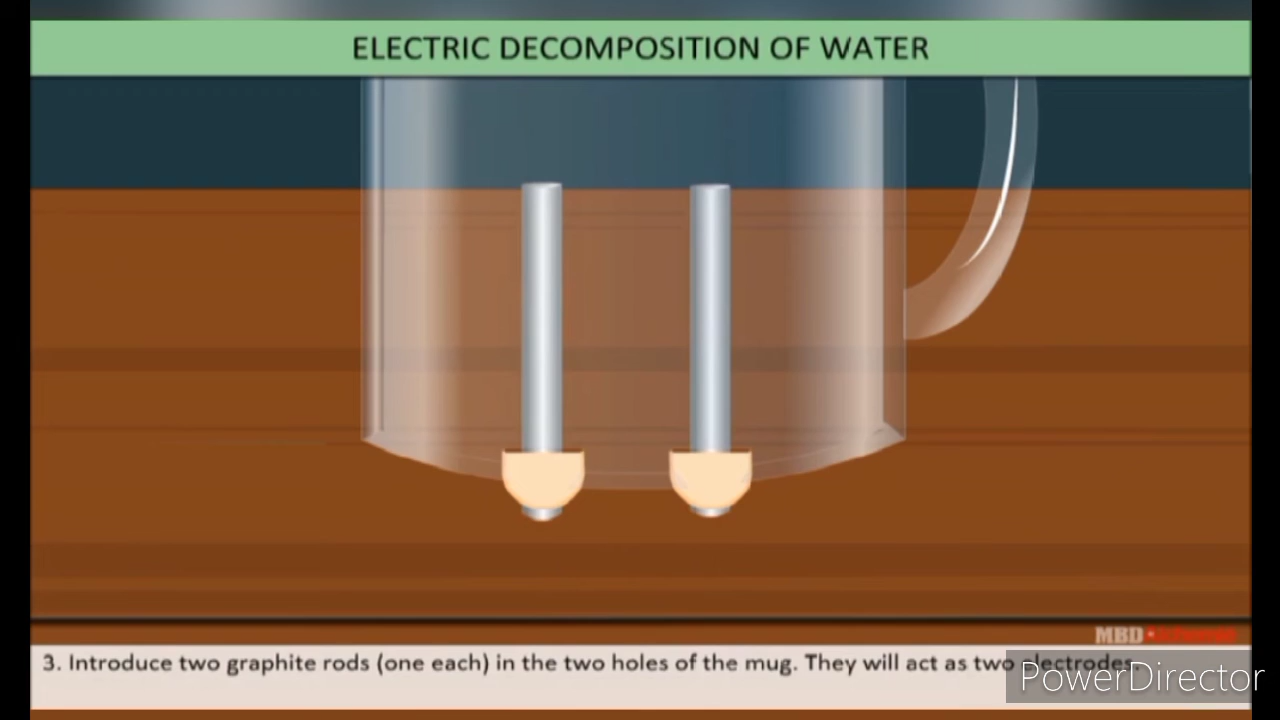 ELECTRIC DECOMPOSITION OF WATER
MBD
3. Introduce two graphite rods (one each) in the two holes of the mug. They will act as two electrodes.
PowerDirector